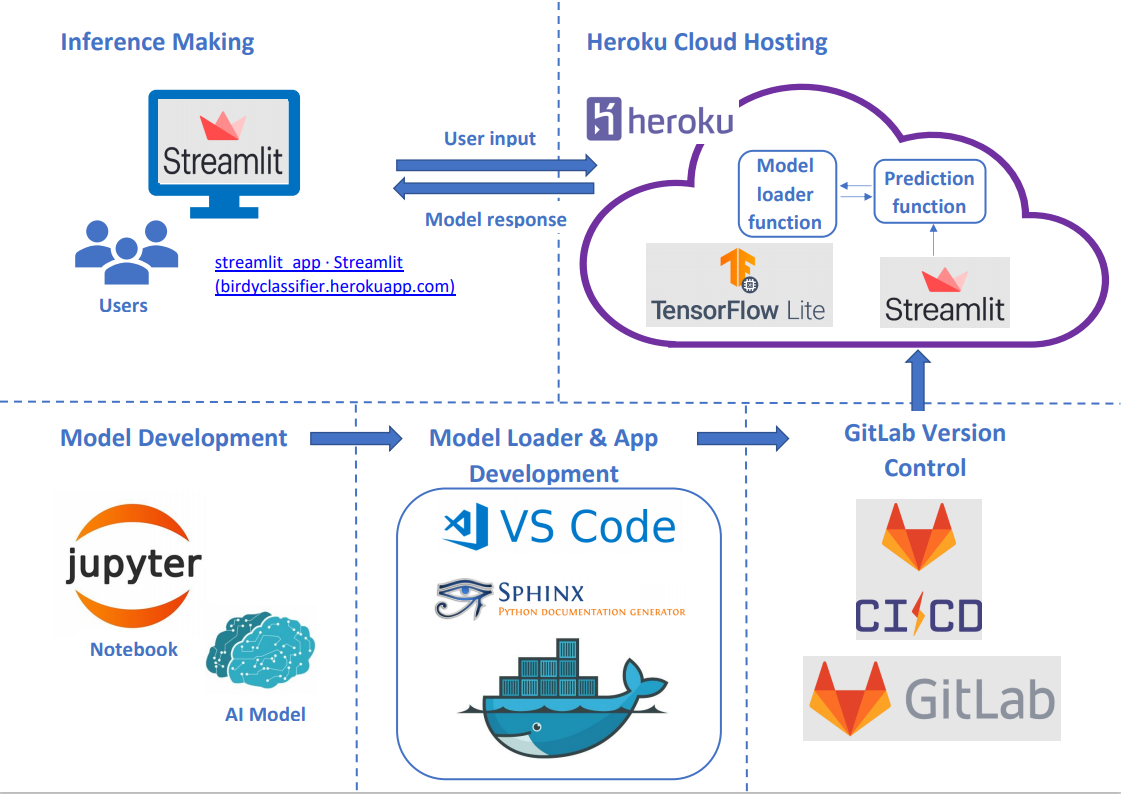 Inference Making
Streamlit
Users
streamlit_app · Streamlit
(birdyclassifier.herokuapp.com)
User input
Model response
Heroku Cloud Hosting
heroku
Model
loader
function
Prediction
function
TensorFlow Lite
Streamlit
Model Development
jupyter
Notebook
AI Model
Model Loader & App
Development
VS Code
SPHINX
PYTHON DOCUMENTATION GENERATOR
GitLab Version
Control
CI/CD
GitLab